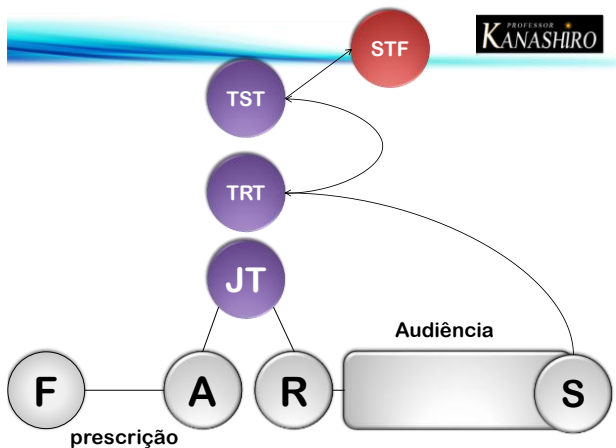 PROFESSOR
KANASHIRO
STF
TST
TRT
JT
Audiência
F
A
R
S
prescrição